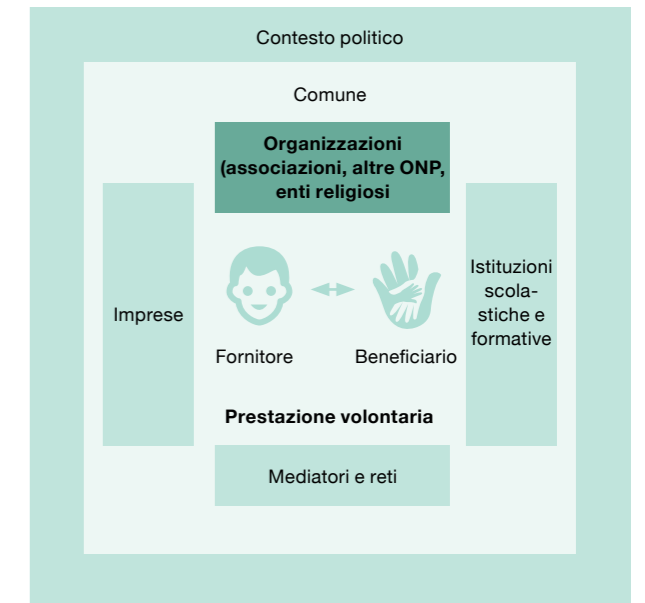 Contesto politico
Comune
Organizzazioni
(associazioni, altre ONP,
enti religiosi
Imprese
Istituzioni
scola-
stiche e
formative
Fornitore
Beneficiario
Prestazione volontaria
Mediatori e reti